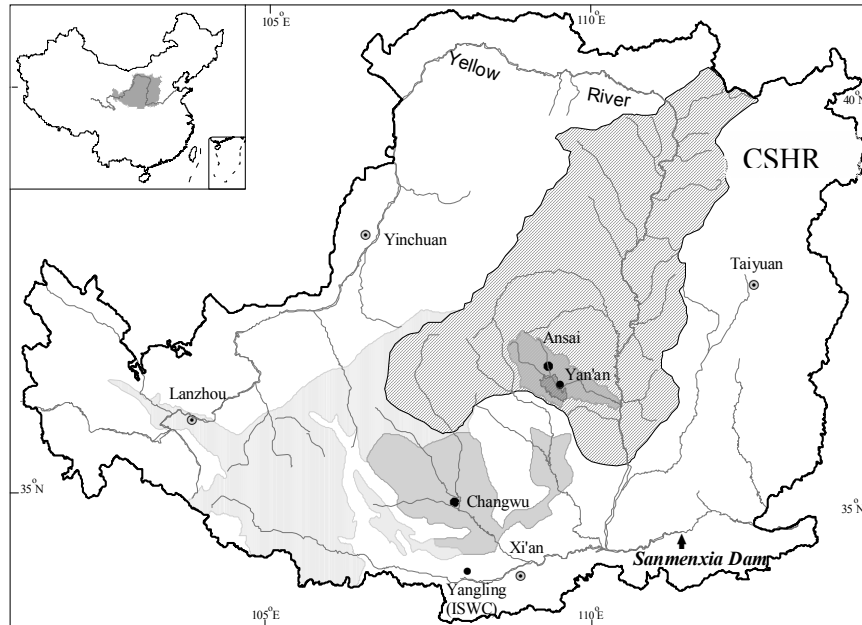 105°E
110°E
Yellow
River
40°N
CSHR
Yinchuan
Taiyuan
Ansai
Yan'an
Lanzhou
35°N
Changwu
35°N
Xi'an
Sanmenxia Dam
Yangling
(ISWC)
105°E
110°E